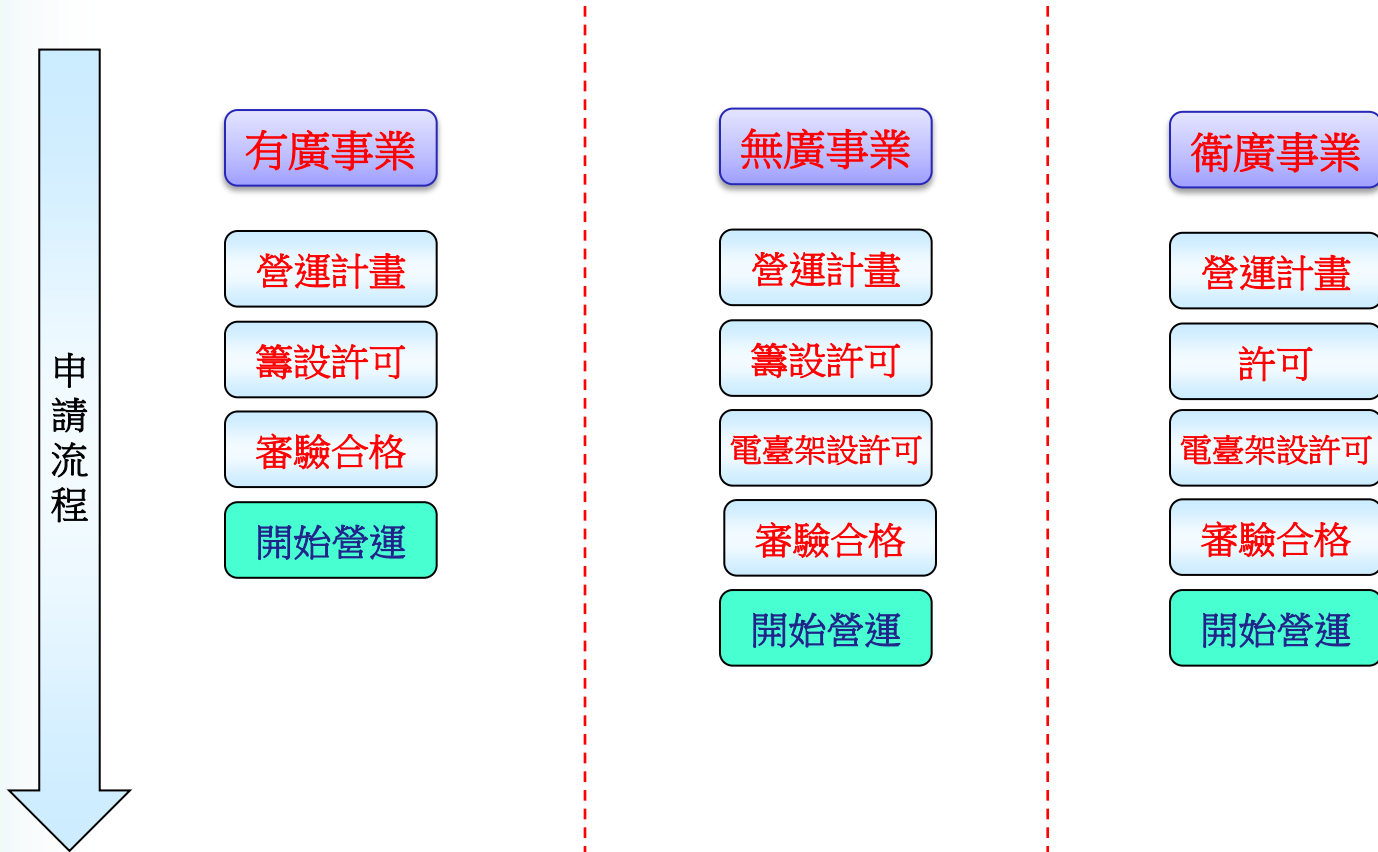 申請流程
有廣事業
營運計畫
籌設許可
審驗合格
開始營運
無廣事業
營運計畫
籌設許可
電臺架設許可
審驗合格
開始營運
衛廣事業
營運計畫
許可
電臺架設許可
審驗合格
開始營運